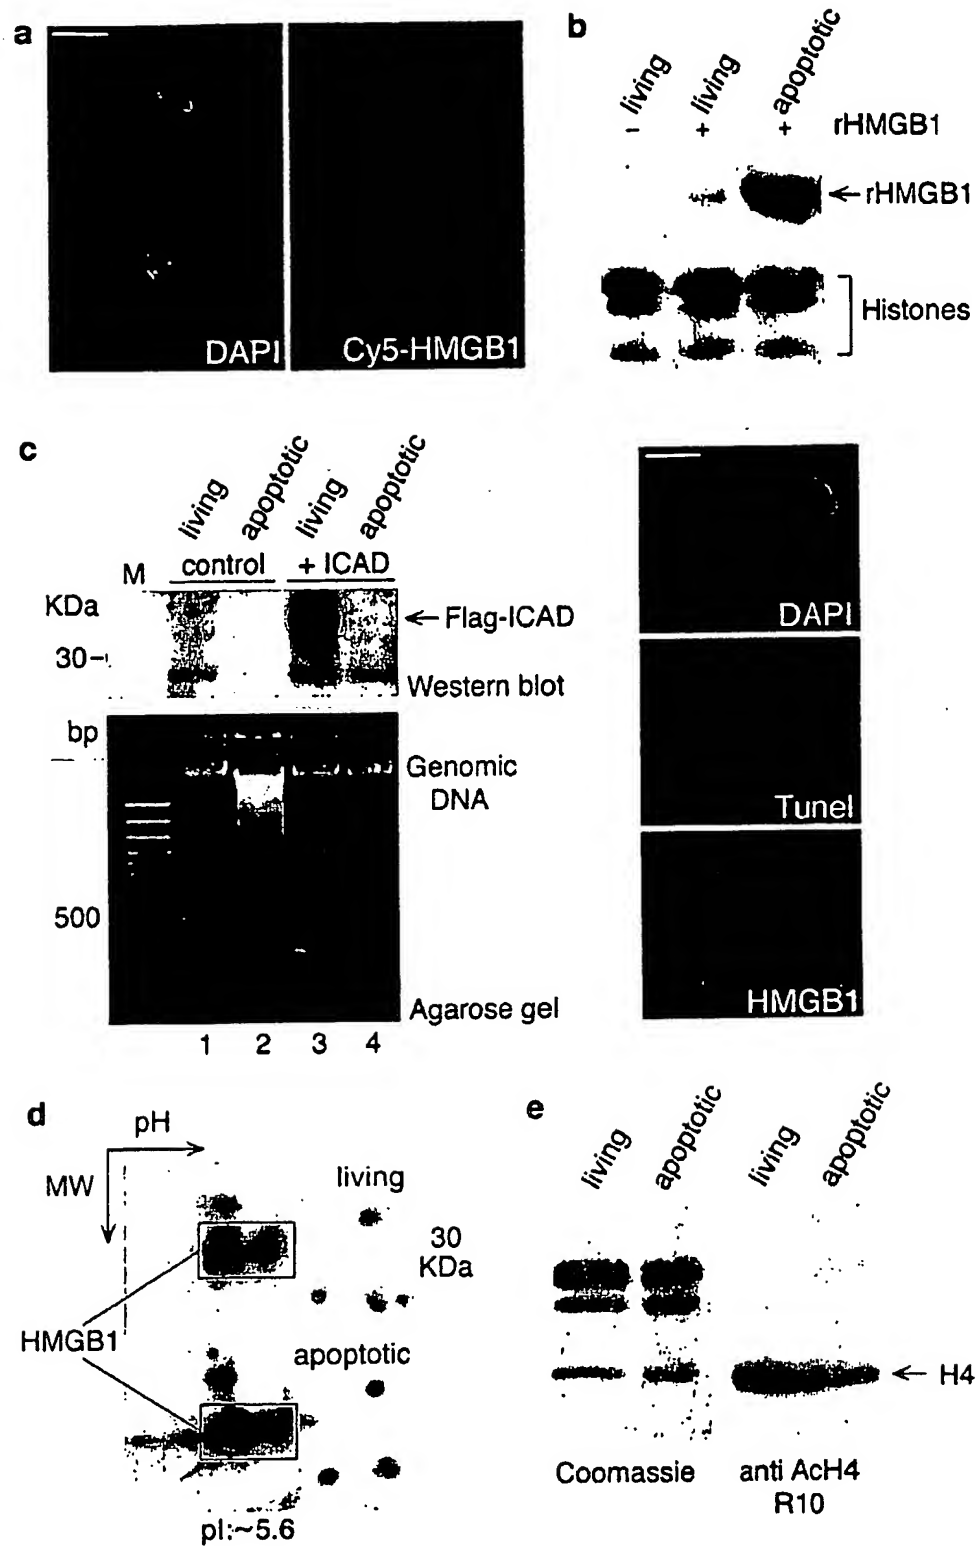 a
DAPI
Cy5-HMGB1
b
living
living
apoptotic
- + + rHMGB1
rHMGB1
Histones
c
living
apoptotic
living
apoptotic
M
control
+ ICAD
KDa
Flag-ICAD
30
Western blot
bp
Genomic
DNA
500
Agarose gel
1 2 3 4
DAPI
Tunel
HMGB1
d
pH
MW
living
30
KDa
HMGB1
apoptotic
pI:~5.6
e
living
apoptotic
living
apoptotic
H4
Coomassie
anti AcH4
R10